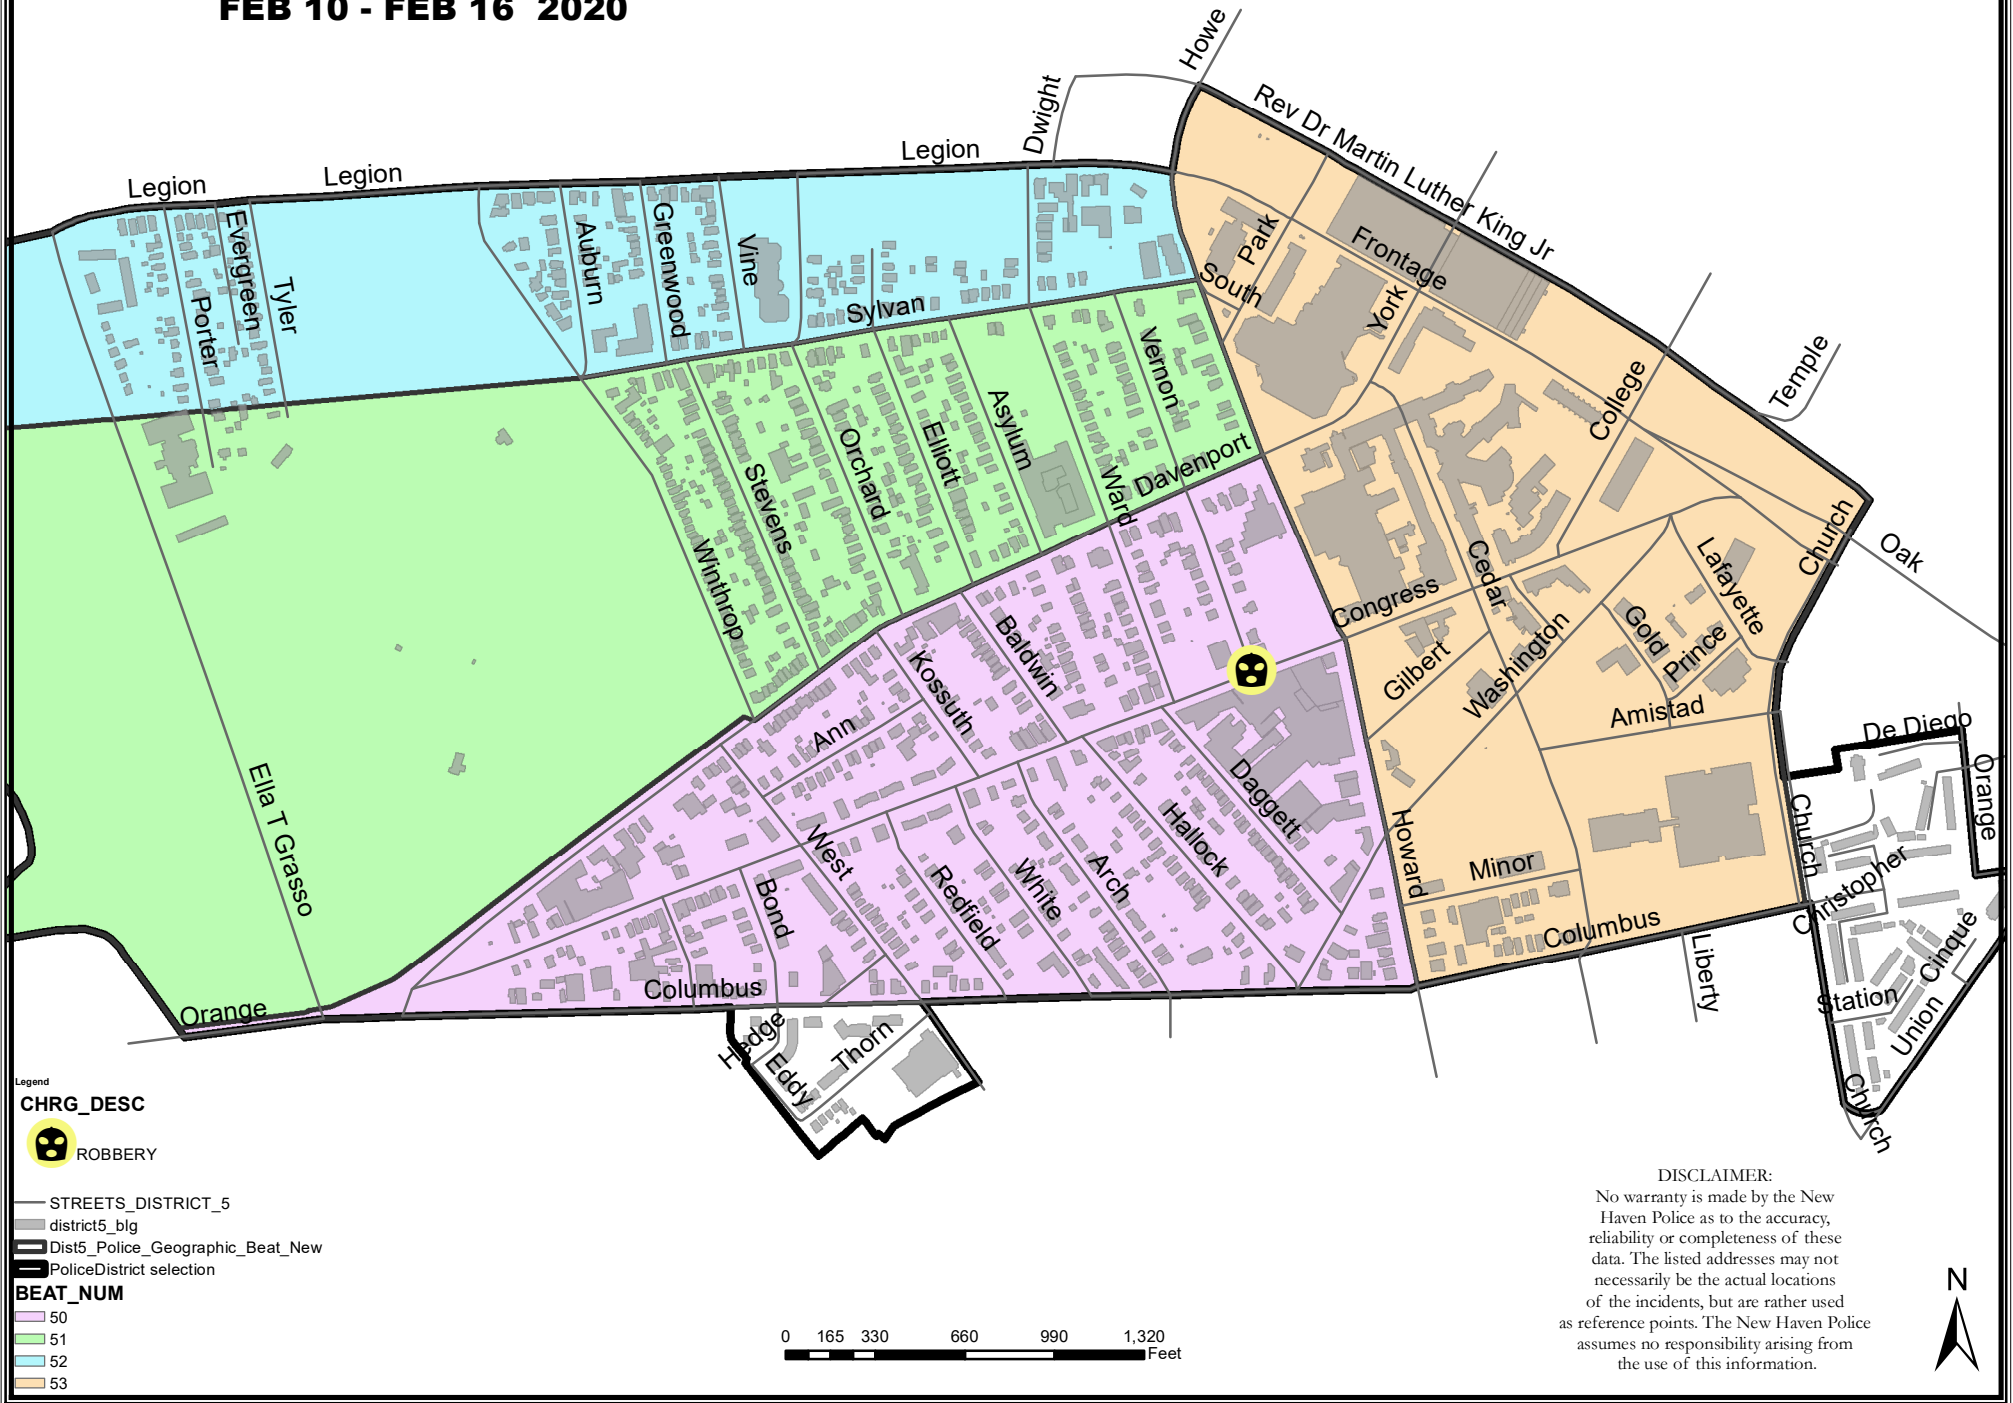 FEB 10 - FEB 16 2020
Howe
Dwight
Rev Dr Martin Luther King Jr
Legion
Legion
Legion
Evergreen
Porter
Tyler
Auburn
Greenwood
Vine
Sylvan
Park
South
Frontage
York
College
Temple
Vernon
Davenport
Ward
Asylum
Elliott
Orchard
Stevens
Winthrop
Church
Oak
Lafayette
Cedar
Congress
Gold
Prince
Washington
Gilbert
Amistad
De Diego
Orange
Baldwin
Kossuth
Ann
Ella T Grasso
Daggett
Hallock
Howard
Minor
Church
Christopher
West
Arch
White
Redfield
Bond
Columbus
Columbus
Liberty
Cinque
Station
Union
Church
Orange
Hedge
Eddy
Thorn
Legend
CHRG_DESC
ROBBERY
STREETS_DISTRICT_5
district5_blg
Dist5_Police_Geographic_Beat_New
PoliceDistrict selection
BEAT_NUM
50
51
52
53
0 165 330 660 990 1,320
Feet
DISCLAIMER:
No warranty is made by the New
Haven Police as to the accuracy,
reliability or completeness of these
data. The listed addresses may not
necessarily be the actual locations
of the incidents, but are rather used
as reference points. The New Haven Police
assumes no responsibility arising from
the use of this information.
N